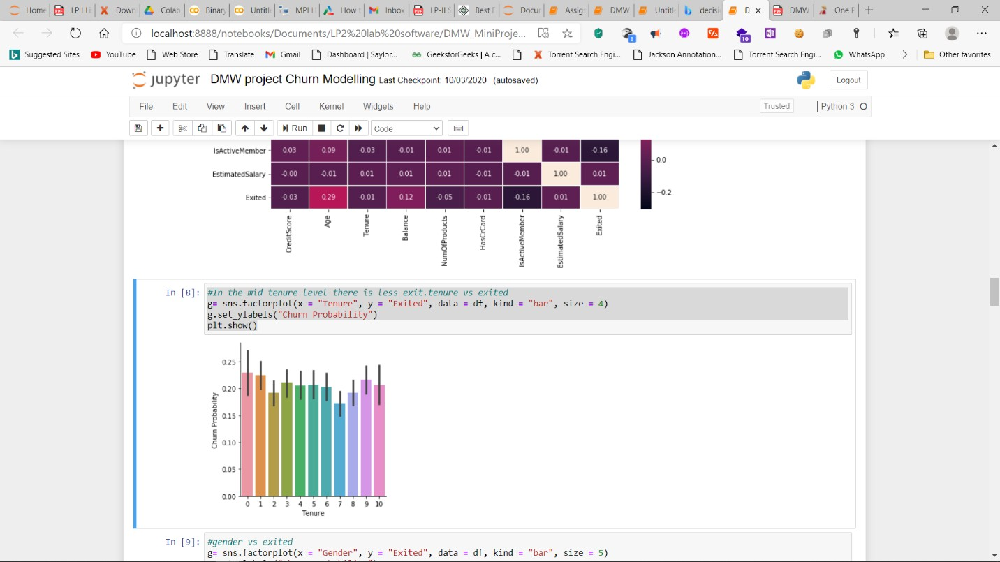 Home LP I L Down Colab Binary Untitl MPI H How t Inbox LP-II S Best F Docur Assig DMW Untitl decisi D DMW One P
localhost:8888/notebooks/Documents/LP2%20lab%20software/DMW_MiniProje...
10
Suggested Sites YouTube Web Store Translate Gmail Dashboard | Saylor... GeeksforGeeks | A c... Torrent Search Engi... Jackson Annotation... Torrent Search Engi... WhatsApp Other favorites
jupyter DMW project Churn Modelling Last Checkpoint: 10/03/2020 (autosaved) Logout
File Edit View Insert Cell Kernel Widgets Help Trusted Python 3
Run Code
IsActiveMember 0.03 0.09 -0.03 -0.01 0.01 -0.01 1.00 -0.01 -0.16
0.0
EstimatedSalary -0.00 -0.01 0.01 0.01 0.01 -0.01 -0.01 1.00 0.01
-0.2
Exited -0.03 0.29 -0.01 0.12 -0.05 -0.01 -0.16 0.01 1.00
CreditScore Age Tenure Balance NumOfProducts HasCrCard IsActiveMember EstimatedSalary Exited
In [8]: #In the mid tenure level there is less exit.tenure vs exited
g= sns.factorplot(x = "Tenure", y = "Exited", data = df, kind = "bar", size = 4)
g.set_ylabels("Churn Probability")
plt.show()
0.25
0.20
0.15
0.10
0.05
0.00
Churn Probability
0 1 2 3 4 5 6 7 8 9 10
Tenure
In [9]: #gender vs exited
g= sns.factorplot(x = "Gender", y = "Exited", data = df, kind = "bar", size = 5)